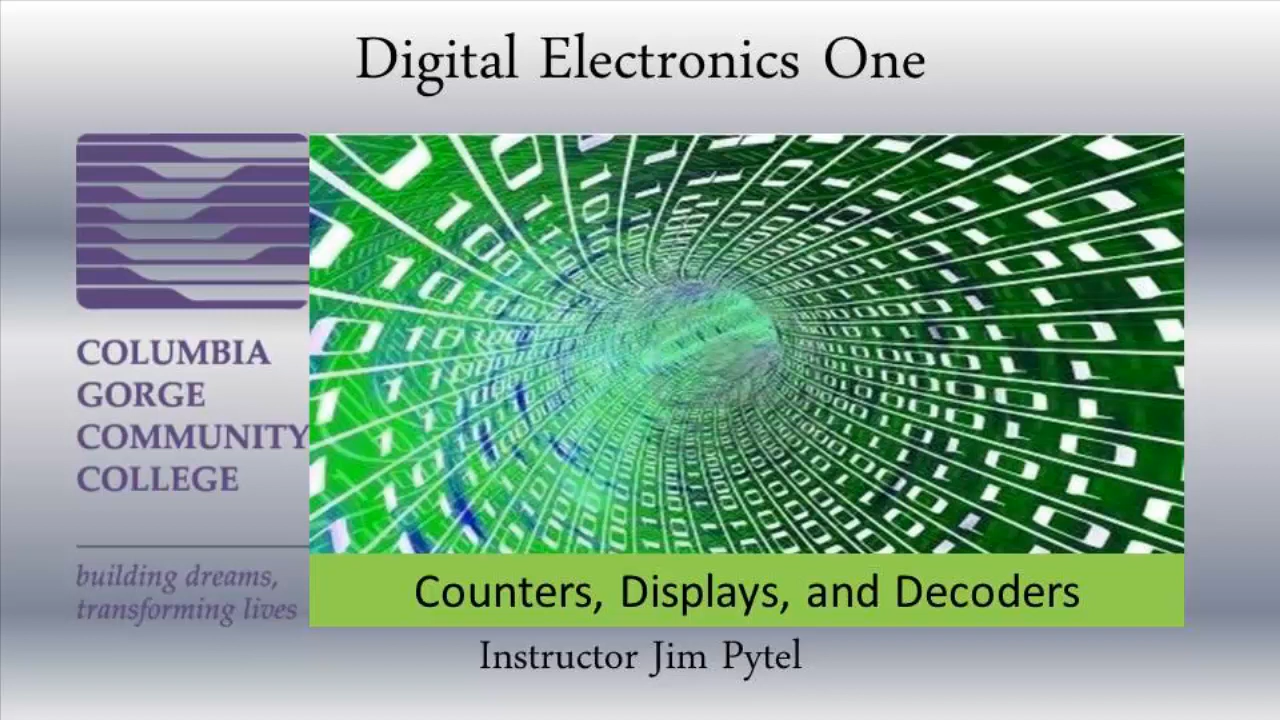 Digital Electronics One
COLUMBIA
GORGE
COMMUNITY
COLLEGE
building dreams,
transforming lives
Counters, Displays, and Decoders
Instructor Jim Pytel